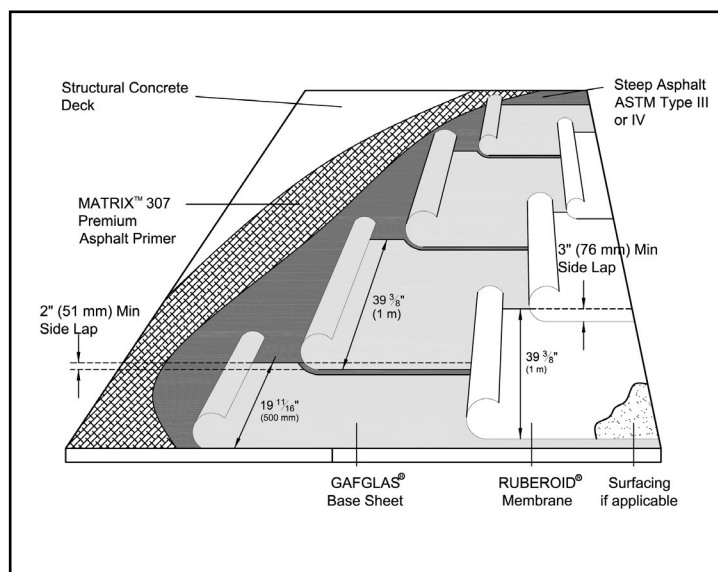 Structural Concrete
Deck
Steep Asphalt
ASTM Type III
or IV
MATRIX™ 307
Premium
Asphalt Primer
3" (76 mm) Min
Side Lap
2" (51 mm) Min
Side Lap
39 3/8"
(1 m)
39 3/8"
(1 m)
19 11/16"
(500 mm)
GAFGLAS®
Base Sheet
RUBEROID®
Membrane
Surfacing
if applicable